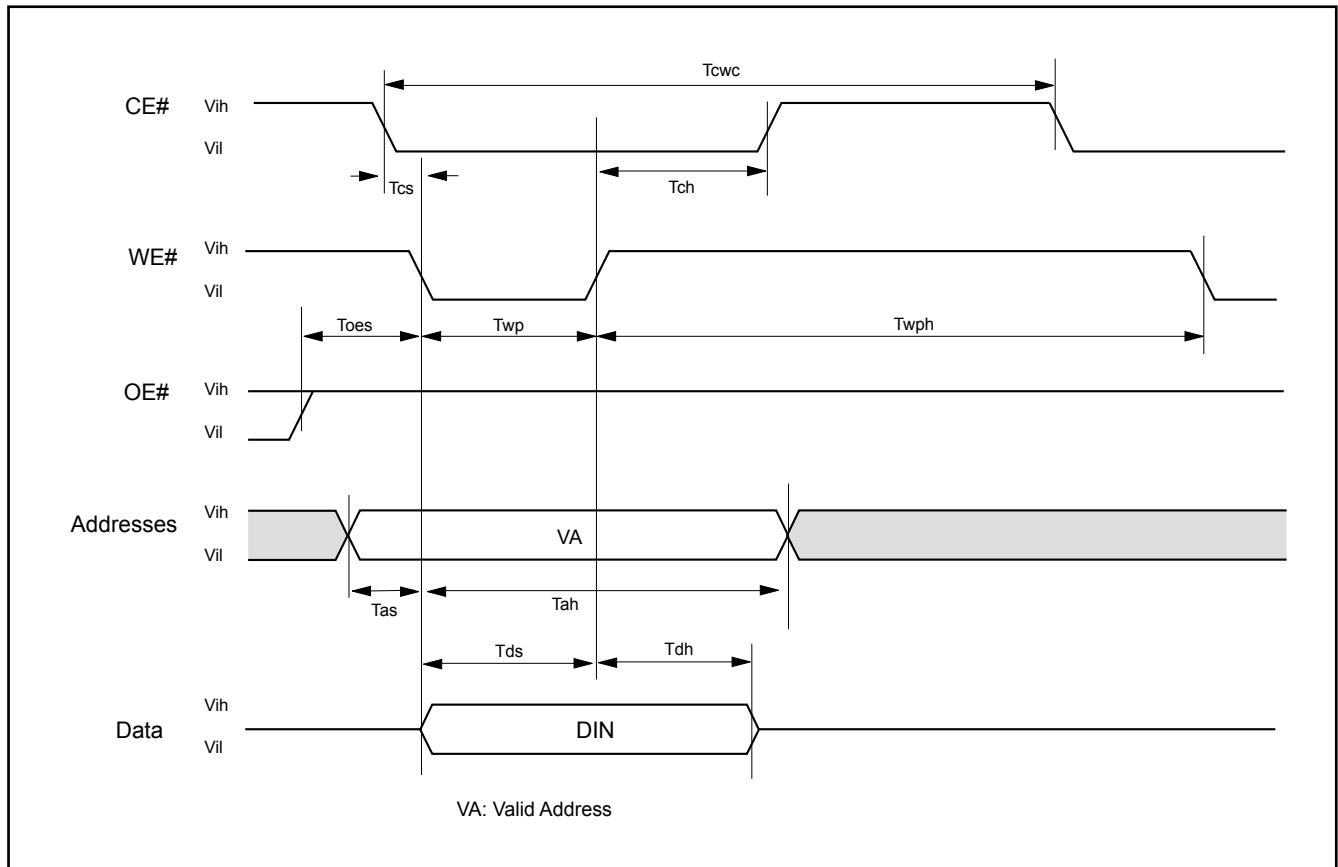 Tcwc
CE# Vih
Vil
Tcs Tch
WE# Vih
Vil
Toes Twp Twph
OE# Vih
Vil
Addresses Vih
VA
Vil
Tas Tah
Tds Tdh
Vih
Data DIN
Vil
VA: Valid Address